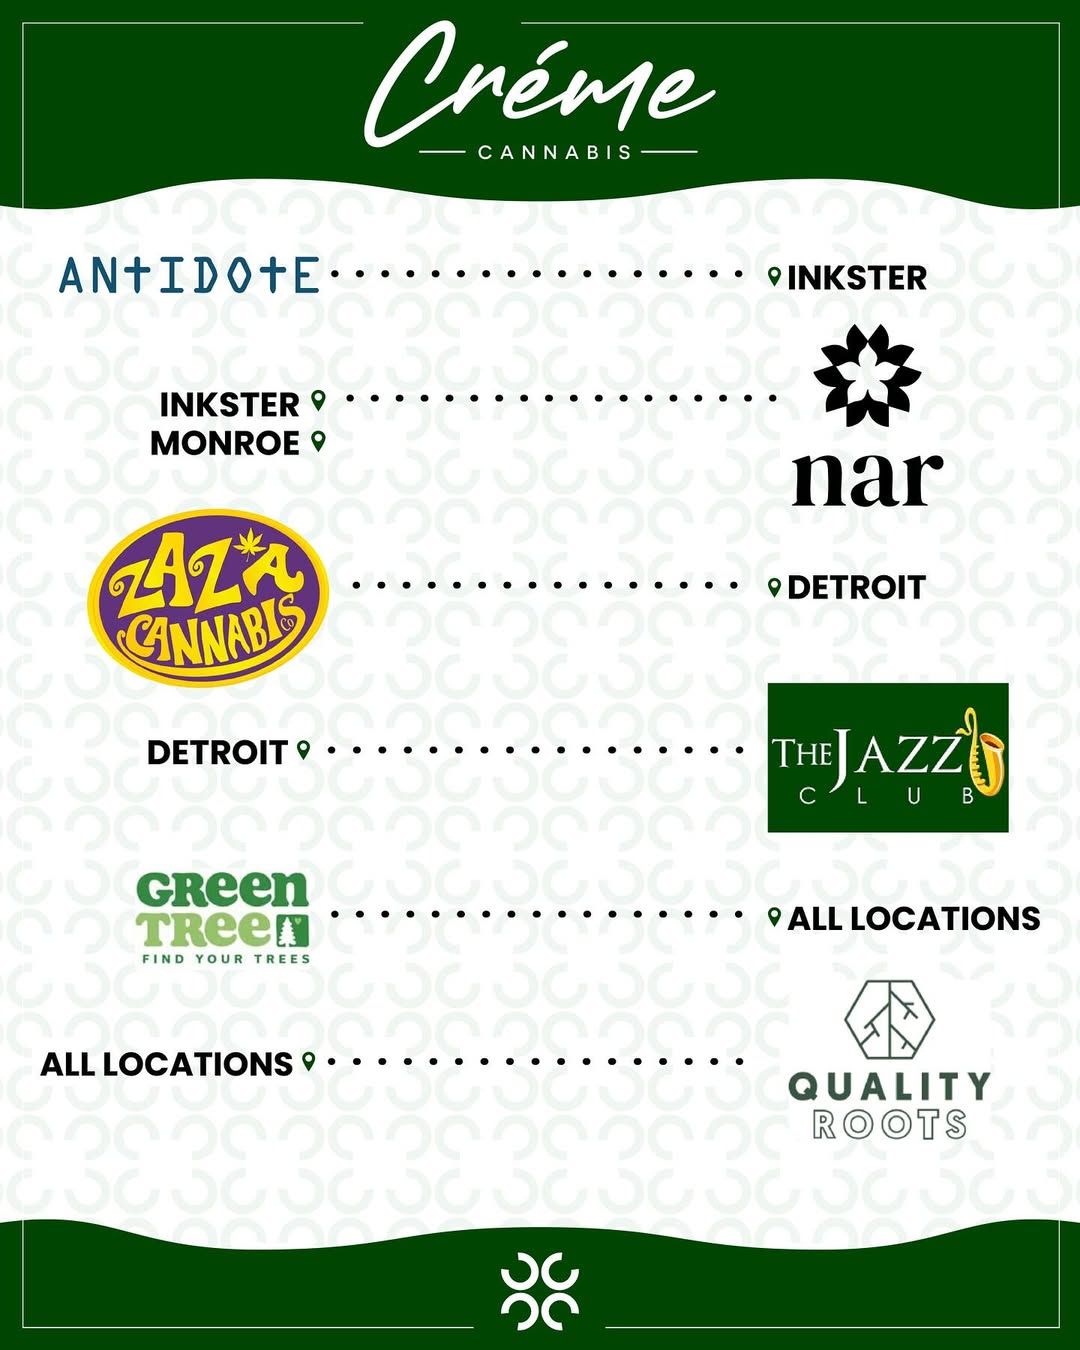 Créme
CANNABIS
ANTIDOTE
INKSTER
INKSTER
MONROE
nar
ZAZA
CANNABIS
Co
DETROIT
DETROIT
THE JAZZ
CLUB
GReen
TRee
FIND YOUR TREES
ALL LOCATIONS
ALL LOCATIONS
QUALITY
ROOTS